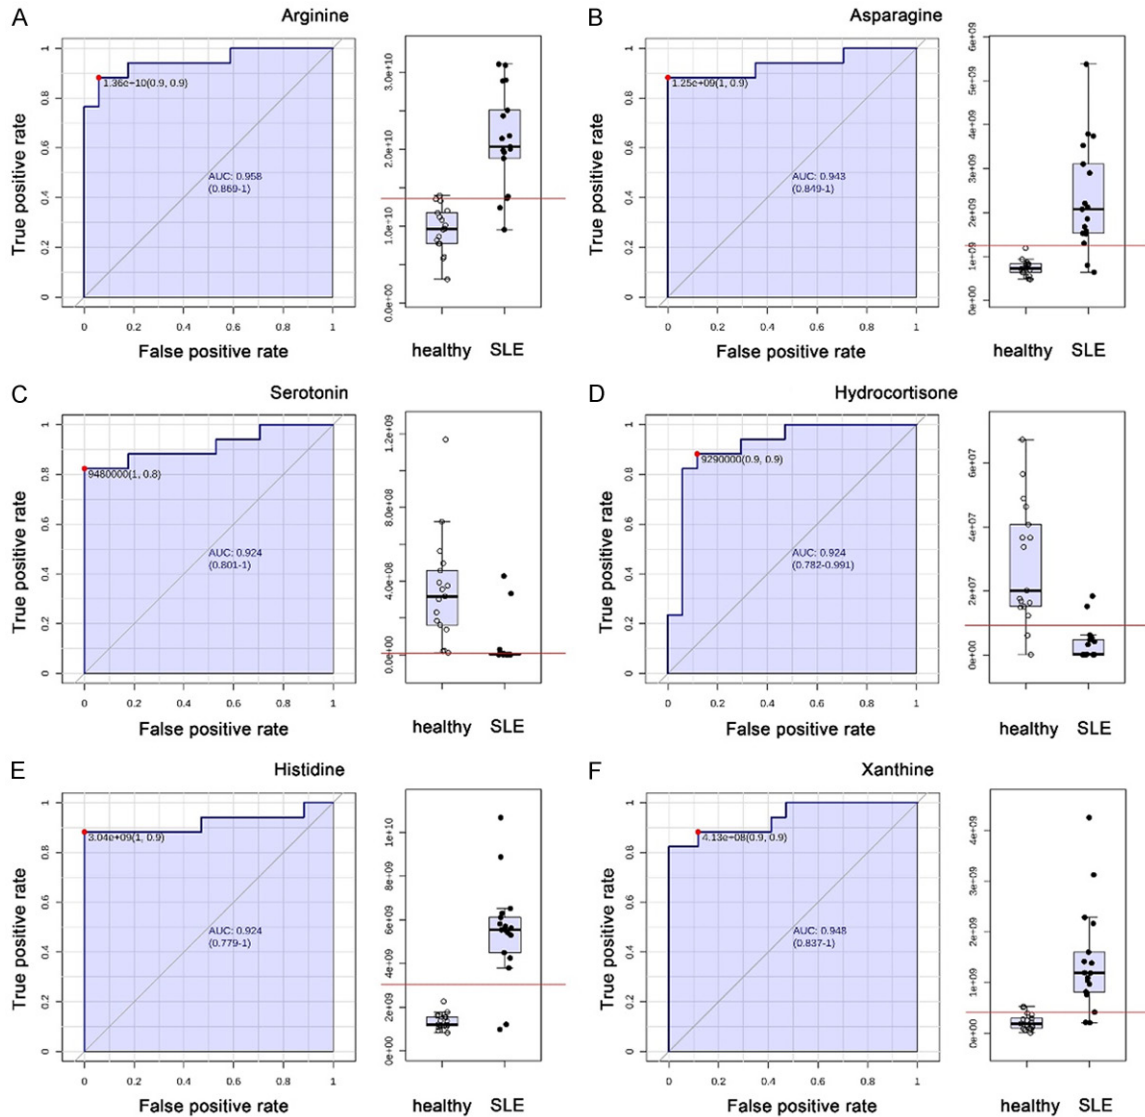 A
Arginine
True positive rate
1
0.8
0.6
0.4
0.2
0
1.36e+10(0.9, 0.9)
AUC: 0.958
(0.869-1)
0 0.2 0.4 0.6 0.8 1
False positive rate
3.0e+10
2.0e+10
1.0e+10
0.0e+00
healthy SLE
B
Asparagine
True positive rate
1
0.8
0.6
0.4
0.2
0
1.25e+09(1, 0.9)
AUC: 0.943
(0.849-1)
0 0.2 0.4 0.6 0.8 1
False positive rate
6e+09
5e+09
4e+09
3e+09
2e+09
1e+09
0e+00
healthy SLE
C
Serotonin
True positive rate
1
0.8
0.6
0.4
0.2
0
9480000(1, 0.8)
AUC: 0.924
(0.801-1)
0 0.2 0.4 0.6 0.8 1
False positive rate
1.2e+09
8.0e+08
4.0e+08
0.0e+00
healthy SLE
D
Hydrocortisone
True positive rate
1
0.8
0.6
0.4
0.2
0
9290000(0.9, 0.9)
AUC: 0.924
(0.782-0.991)
0 0.2 0.4 0.6 0.8 1
False positive rate
6e+07
4e+07
2e+07
0e+00
healthy SLE
E
Histidine
True positive rate
1
0.8
0.6
0.4
0.2
0
3.04e+09(1, 0.9)
AUC: 0.924
(0.779-1)
0 0.2 0.4 0.6 0.8 1
False positive rate
1e+10
8e+09
6e+09
4e+09
2e+09
0e+00
healthy SLE
F
Xanthine
True positive rate
1
0.8
0.6
0.4
0.2
0
4.13e+08(0.9, 0.9)
AUC: 0.948
(0.837-1)
0 0.2 0.4 0.6 0.8 1
False positive rate
4e+09
3e+09
2e+09
1e+09
0e+00
healthy SLE